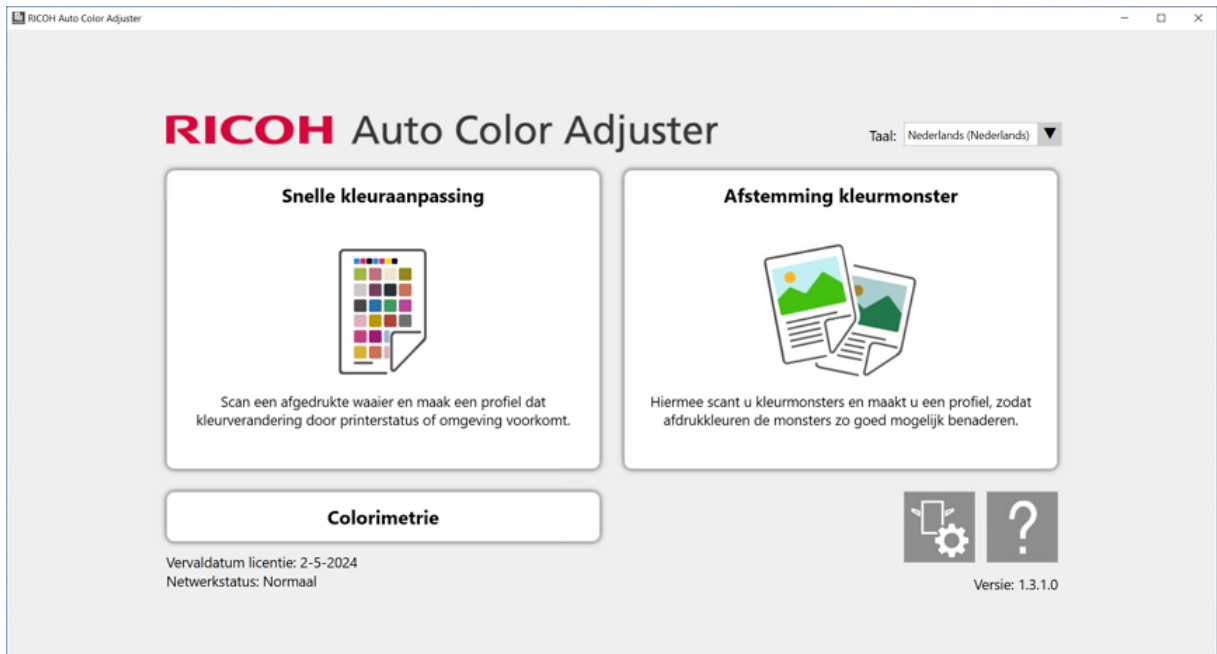 RICOH Auto Color Adjuster
RICOH Auto Color Adjuster
Taal: Nederlands (Nederlands)
Snelle kleuraanpassing
Scan een afgedrukte waaier en maak een profiel dat
kleurverandering door printerstatus of omgeving voorkomt.
Afstemming kleurmonster
Hiermee scant u kleurmonsters en maakt u een profiel, zodat
afdrukkleuren de monsters zo goed mogelijk benaderen.
Colorimetrie
Vervaldatum licentie: 2-5-2024
Netwerkstatus: Normaal
?
Versie: 1.3.1.0